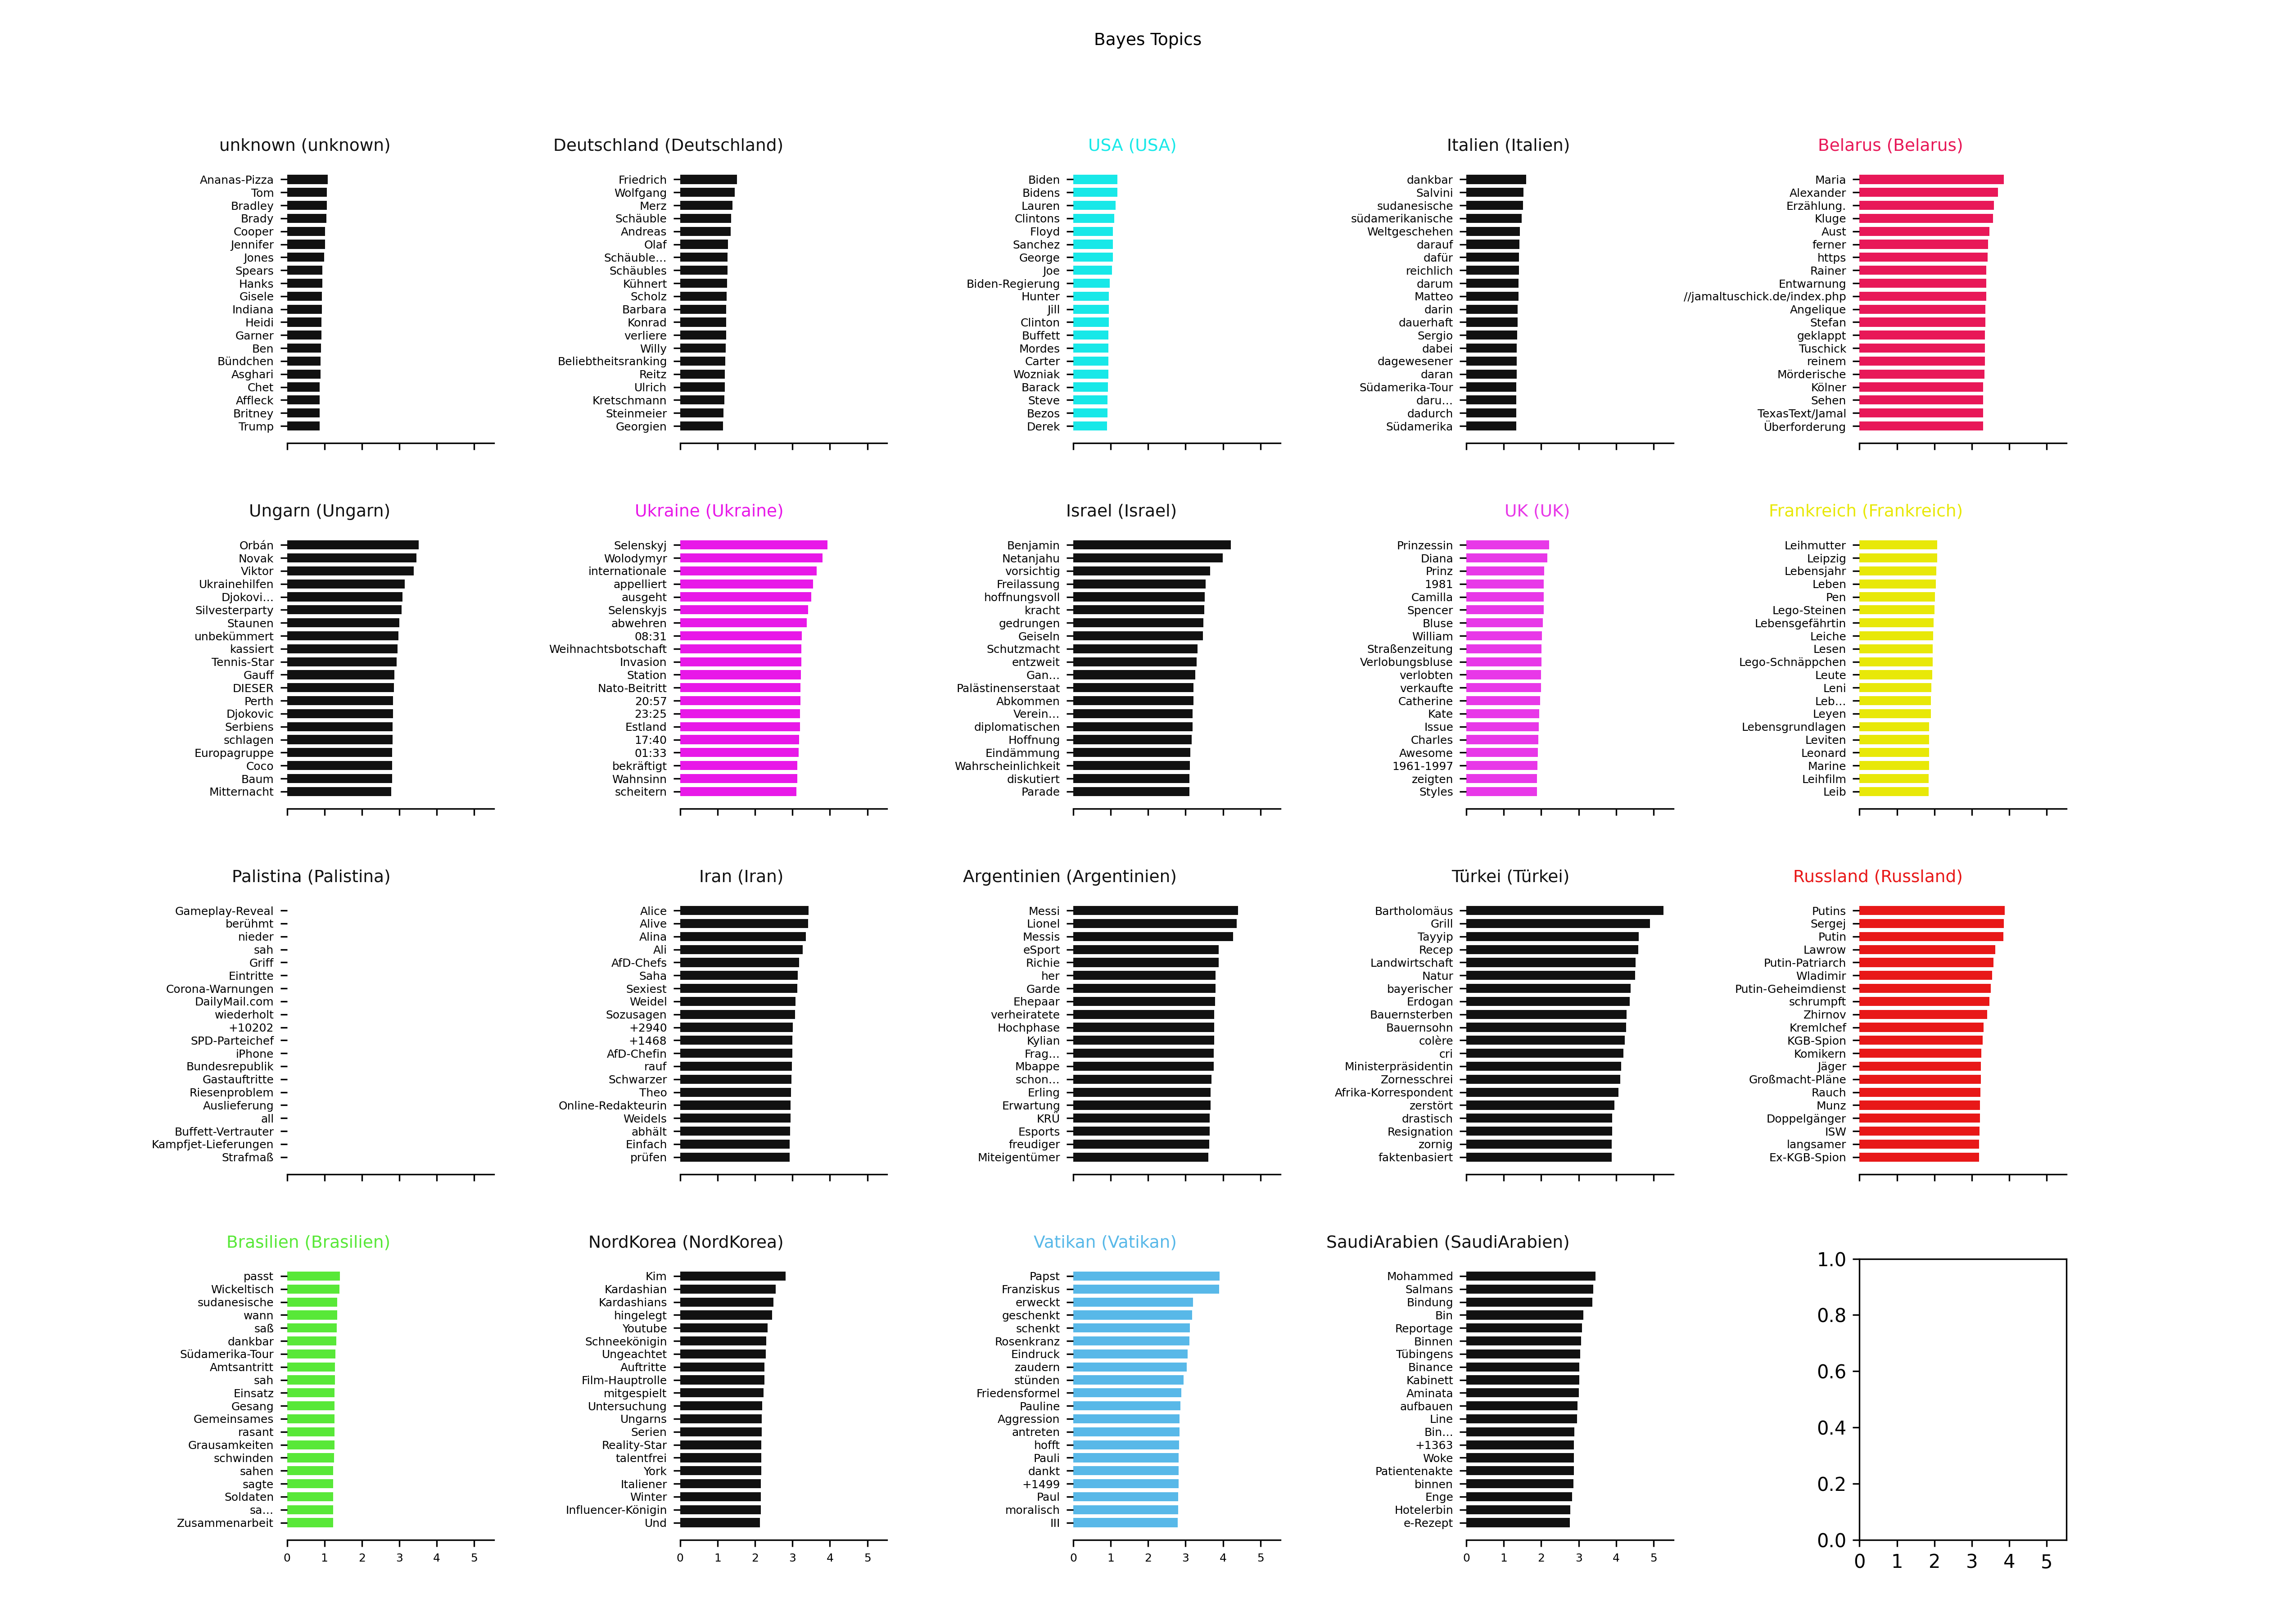 Bayes Topics
unknown (unknown)
Ananas-Pizza
Tom
Bradley
Brady
Cooper
Jennifer
Jones
Spears
Hanks
Gisele
Indiana
Heidi
Garner
Ben
Bündchen
Asghari
Chet
Affleck
Britney
Trump
Deutschland (Deutschland)
Friedrich
Wolfgang
Merz
Schäuble
Andreas
Olaf
Schäuble…
Schäubles
Kühnert
Scholz
Barbara
Konrad
verliere
Willy
Beliebtheitsranking
Reitz
Ulrich
Kretschmann
Steinmeier
Georgien
USA (USA)
Biden
Bidens
Lauren
Clintons
Floyd
Sanchez
George
Joe
Biden-Regierung
Hunter
Jill
Clinton
Buffett
Mordes
Carter
Wozniak
Barack
Steve
Bezos
Derek
Italien (Italien)
dankbar
Salvini
sudanesische
südamerikanische
Weltgeschehen
darauf
dafür
reichlich
darum
Matteo
darin
dauerhaft
Sergio
dabei
dagewesener
daran
Südamerika-Tour
daru…
dadurch
Südamerika
Belarus (Belarus)
Maria
Alexander
Erzählung.
Kluge
Aust
ferner
https
Rainer
Entwarnung
//jamaltuschick.de/index.php
Angelique
Stefan
geklappt
Tuschick
reinem
Mörderische
Kölner
Sehen
TexasText/Jamal
Überforderung
Ungarn (Ungarn)
Orbán
Novak
Viktor
Ukrainehilfen
Djokovi…
Silvesterparty
Staunen
unbekümmert
kassiert
Tennis-Star
Gauff
DIESER
Perth
Djokovic
Serbiens
schlagen
Europagruppe
Coco
Baum
Mitternacht
Ukraine (Ukraine)
Selenskyj
Wolodymyr
internationale
appelliert
ausgeht
Selenskyjs
abwehren
08:31
Weihnachtsbotschaft
Invasion
Station
Nato-Beitritt
20:57
23:25
Estland
17:40
01:33
bekräftigt
Wahnsinn
scheitern
Israel (Israel)
Benjamin
Netanjahu
vorsichtig
Freilassung
hoffnungsvoll
kracht
gedrungen
Geiseln
Schutzmacht
entzweit
Gan…
Palästinenserstaat
Abkommen
Verein…
diplomatischen
Hoffnung
Eindämmung
Wahrscheinlichkeit
diskutiert
Parade
UK (UK)
Prinzessin
Diana
Prinz
1981
Camilla
Spencer
Bluse
William
Straßenzeitung
Verlobungsbluse
verlobten
verkaufte
Catherine
Kate
Issue
Charles
Awesome
1961-1997
zeigten
Styles
Frankreich (Frankreich)
Leihmutter
Leipzig
Lebensjahr
Leben
Pen
Lego-Steinen
Lebensgefährtin
Leiche
Lesen
Lego-Schnäppchen
Leute
Leni
Leb…
Leyen
Lebensgrundlagen
Leviten
Leonard
Marine
Leihfilm
Leib
Palistina (Palistina)
Gameplay-Reveal
berühmt
nieder
sah
Griff
Eintritte
Corona-Warnungen
DailyMail.com
wiederholt
+10202
SPD-Parteichef
iPhone
Bundesrepublik
Gastauftritte
Riesenproblem
Auslieferung
all
Buffett-Vertrauter
Kampfjet-Lieferungen
Strafmaß
Iran (Iran)
Alice
Alive
Alina
Ali
AfD-Chefs
Saha
Sexiest
Weidel
Sozusagen
+2940
+1468
AfD-Chefin
rauf
Schwarzer
Theo
Online-Redakteurin
Weidels
abhält
Einfach
prüfen
Argentinien (Argentinien)
Messi
Lionel
Messis
eSport
Richie
her
Garde
Ehepaar
verheiratete
Hochphase
Kylian
Frag…
Mbappe
schon…
Erling
Erwartung
KRÜ
Esports
freudiger
Miteigentümer
Türkei (Türkei)
Bartholomäus
Grill
Tayyip
Recep
Landwirtschaft
Natur
bayerischer
Erdogan
Bauernsterben
Bauernsohn
colère
cri
Ministerpräsidentin
Zornesschrei
Afrika-Korrespondent
zerstört
drastisch
Resignation
zornig
faktenbasiert
Russland (Russland)
Putins
Sergej
Putin
Lawrow
Putin-Patriarch
Wladimir
Putin-Geheimdienst
schrumpft
Zhirnov
Kremlchef
KGB-Spion
Komikern
Jäger
Großmacht-Pläne
Rauch
Munz
Doppelgänger
ISW
langsamer
Ex-KGB-Spion
Brasilien (Brasilien)
passt
Wickeltisch
sudanesische
wann
saß
dankbar
Südamerika-Tour
Amtsantritt
sah
Einsatz
Gesang
Gemeinsames
rasant
Grausamkeiten
schwinden
sahen
sagte
Soldaten
sa…
Zusammenarbeit
0 1 2 3 4 5
NordKorea (NordKorea)
Kim
Kardashian
Kardashians
hingelegt
Youtube
Schneekönigin
Ungeachtet
Auftritte
Film-Hauptrolle
mitgespielt
Untersuchung
Ungarns
Serien
Reality-Star
talentfrei
York
Italiener
Winter
Influencer-Königin
Und
0 1 2 3 4 5
Vatikan (Vatikan)
Papst
Franziskus
erweckt
geschenkt
schenkt
Rosenkranz
Eindruck
zaudern
stünden
Friedensformel
Pauline
Aggression
antreten
hofft
Pauli
dankt
+1499
Paul
moralisch
III
0 1 2 3 4 5
SaudiArabien (SaudiArabien)
Mohammed
Salmans
Bindung
Bin
Reportage
Binnen
Tübingens
Binance
Kabinett
Aminata
aufbauen
Line
Bin…
+1363
Woke
Patientenakte
binnen
Enge
Hotelerbin
e-Rezept
0 1 2 3 4 5
1.0
0.8
0.6
0.4
0.2
0.0
0 1 2 3 4 5